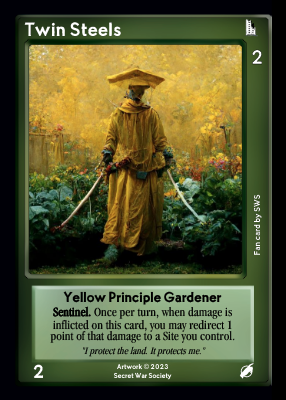 Twin Steels
2
Fan card by SWS
Yellow Principle Gardener
Sentinel. Once per turn, when damage is
inflicted on this card, you may redirect 1
point of that damage to a Site you control.
"I protect the land. It protects me."
2
Artwork © 2023
Secret War Society